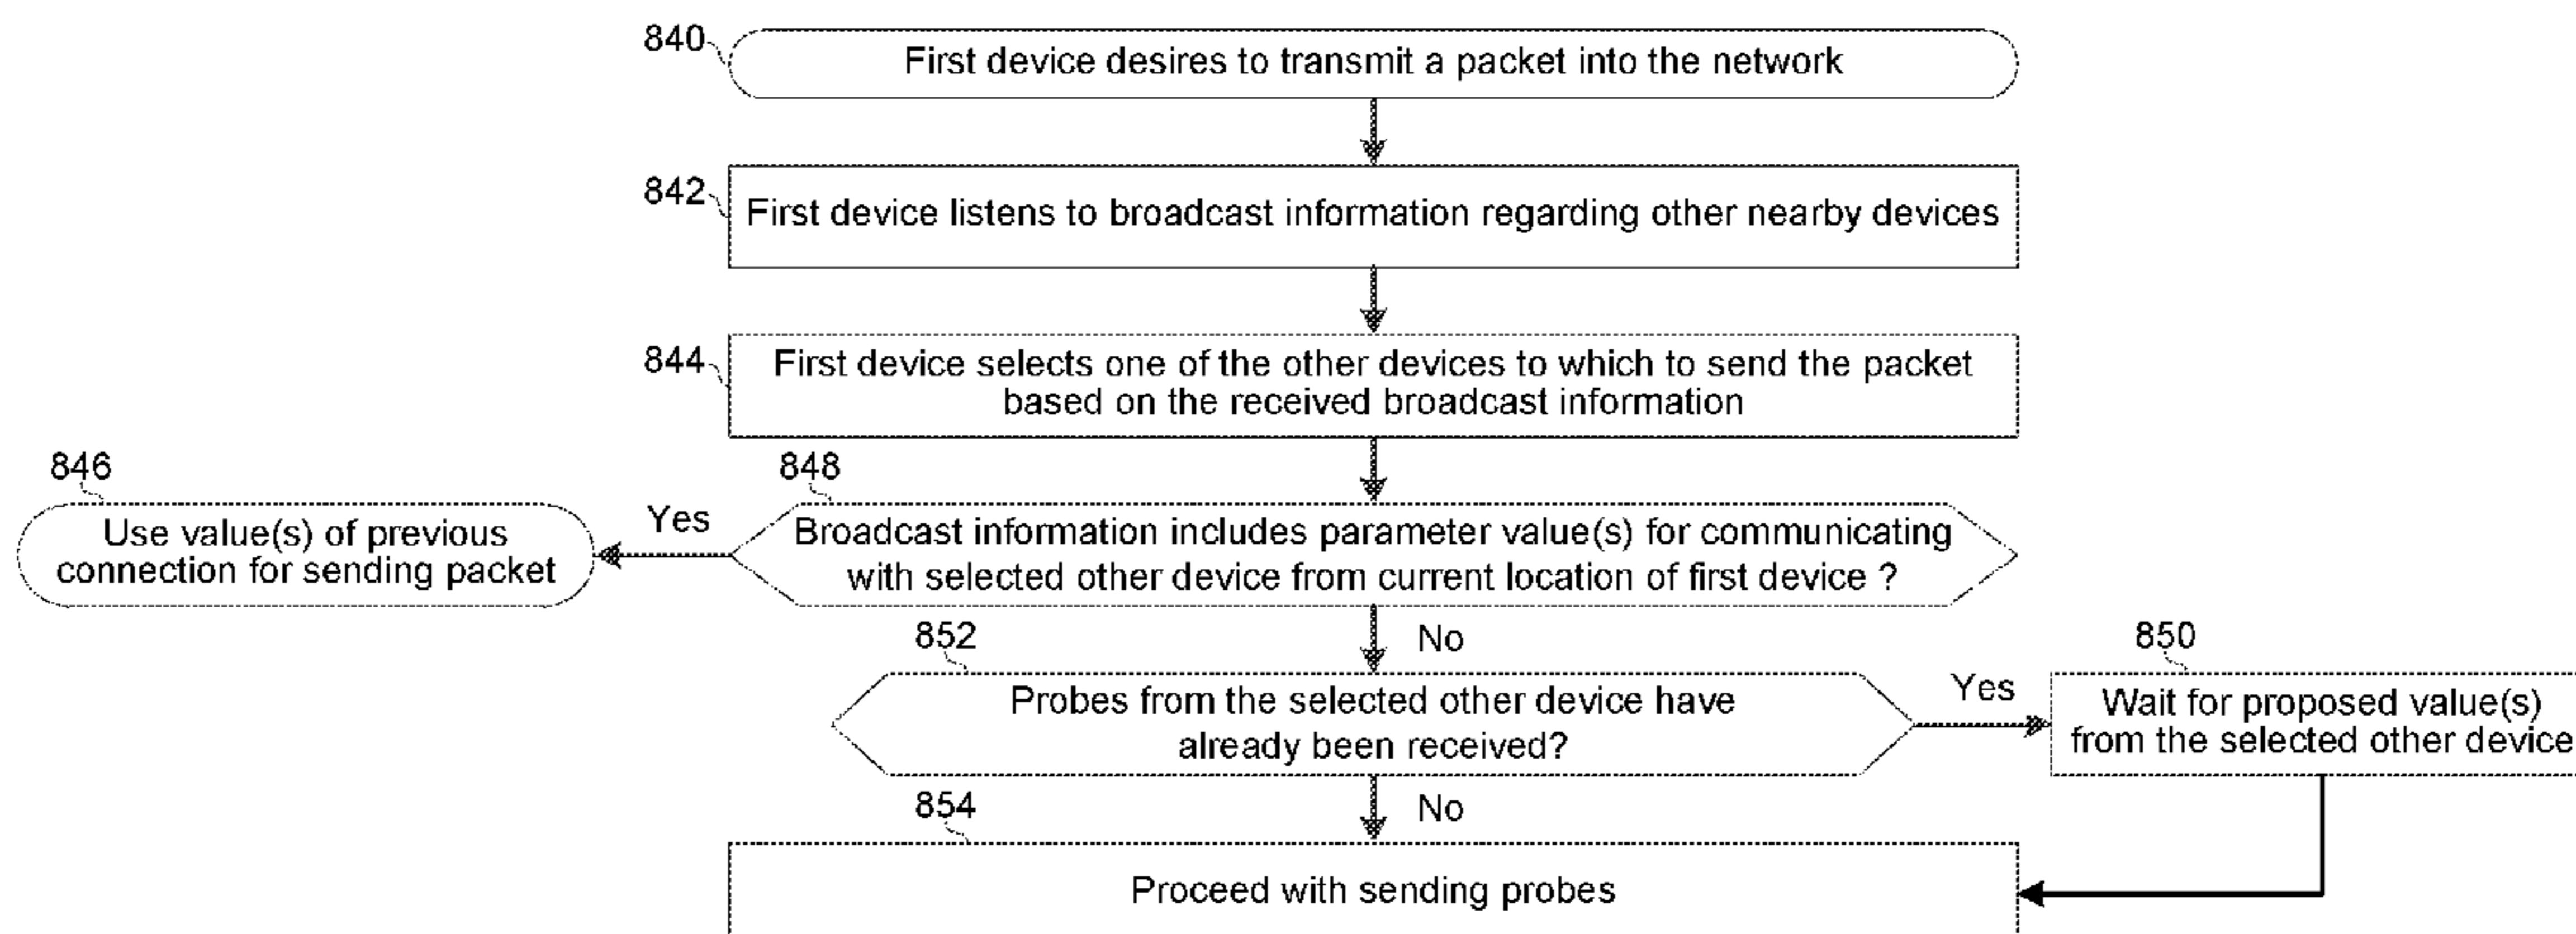 840
First device desires to transmit a packet into the network
842
First device listens to broadcast information regarding other nearby devices
844
First device selects one of the other devices to which to send the packet
based on the received broadcast information
846
Use value(s) of previous
connection for sending packet
Yes
848
Broadcast information includes parameter value(s) for communicating
with selected other device from current location of first device ?
No
852
Probes from the selected other device have
already been received?
Yes
850
Wait for proposed value(s)
from the selected other device
No
854
Proceed with sending probes